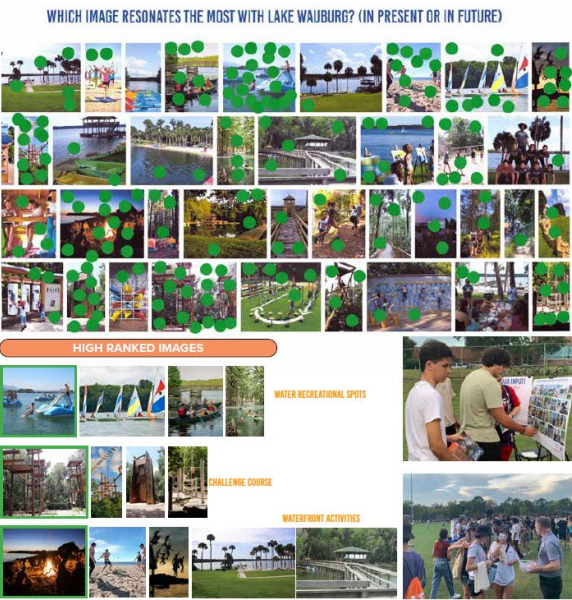 WHICH IMAGE RESONATES THE MOST WITH LAKE WAUBURG? (IN PRESENT OR IN FUTURE)
HIGH RANKED IMAGES
WATER RECREATIONAL SPOTS
CHALLENGE COURSE
WATERFRONT ACTIVITIES